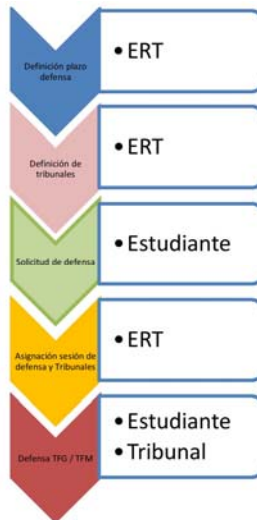 Definición plazo
defensa
• ERT
Definición de
tribunales
• ERT
Solicitud de defensa
• Estudiante
Asignación sesión de
defensa y Tribunales
• ERT
Defensa TFG / TFM
• Estudiante
• Tribunal